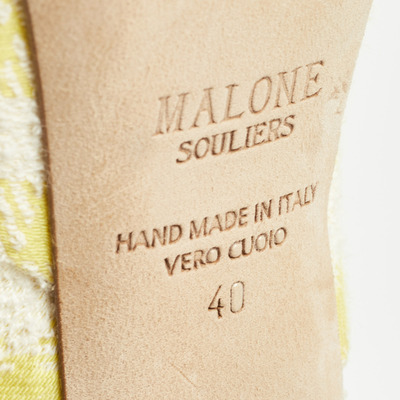 MALONE
SOULIERS
HAND MADE IN ITALY
VERO CUOIO
40